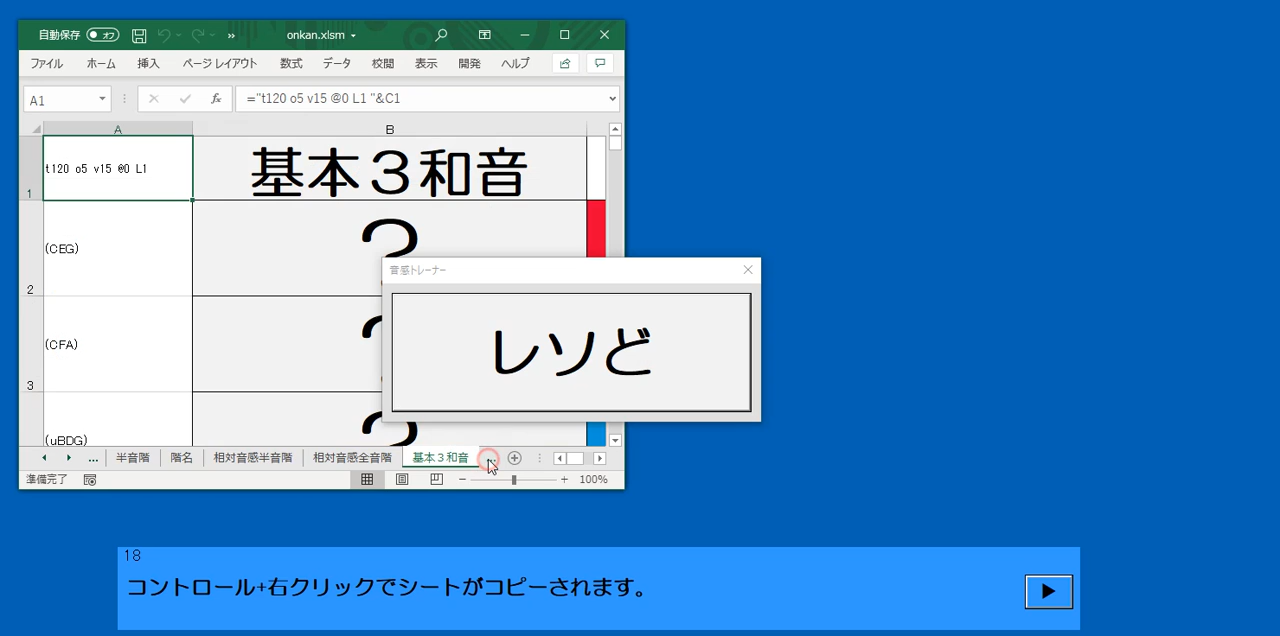 自動保存 オフ » onkan.xlsm
ファイル ホーム 挿入 ページ レイアウト 数式 データ 校閲 表示 開発 ヘルプ
A1 fx ="t120 o5 v15 @0 L1 "&C1
A B
1 t120 o5 v15 @0 L1 基本３和音
2 (CEG) ？
音感トレーナー
レソど
3 (CFA)
(uBDG)
... 半音階 階名 相対音感半音階 相対音感全音階 基本３和音 ...
準備完了 100%
18
コントロール+右クリックでシートがコピーされます。